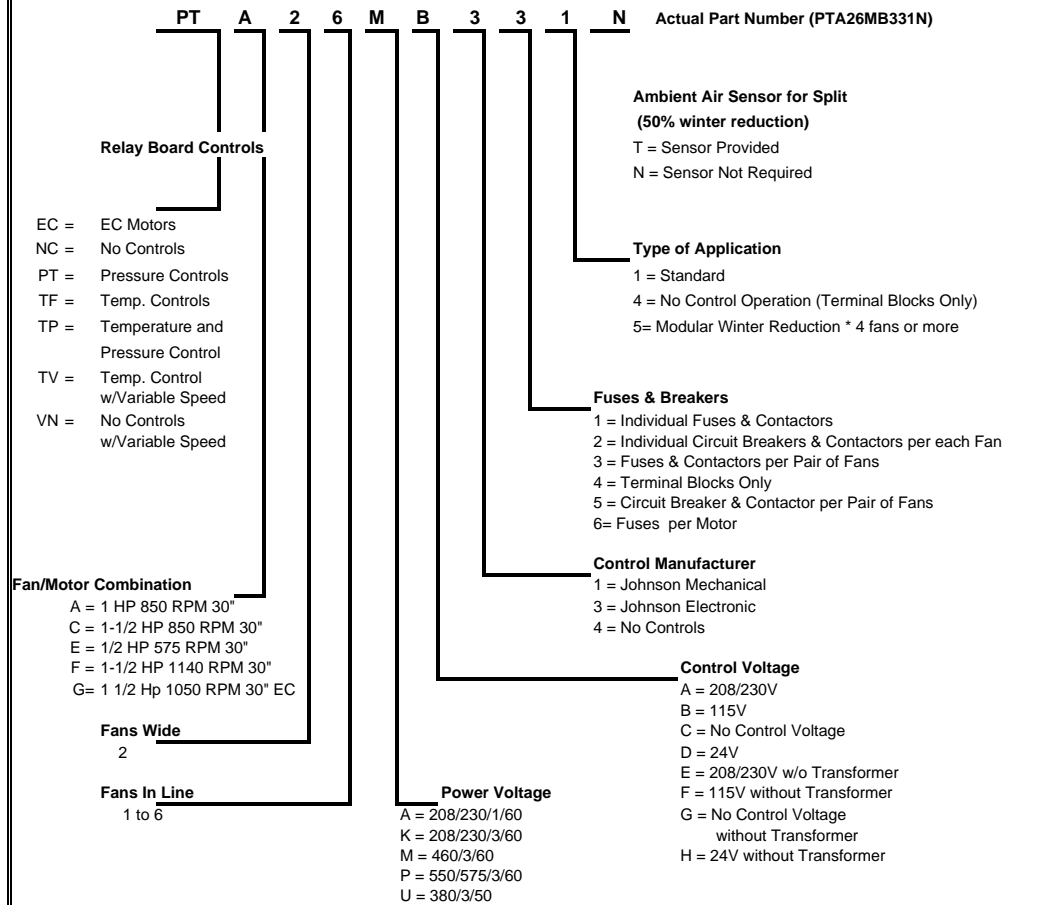 PT A 2 6 M B 3 3 1 N Actual Part Number (PTA26MB331N)
Ambient Air Sensor for Split
(50% winter reduction)
T = Sensor Provided
N = Sensor Not Required
Relay Board Controls
EC = EC Motors
NC = No Controls
PT = Pressure Controls
TF = Temp. Controls
TP = Temperature and
Pressure Control
TV = Temp. Control
w/Variable Speed
VN = No Controls
w/Variable Speed
Type of Application
1 = Standard
4 = No Control Operation (Terminal Blocks Only)
5= Modular Winter Reduction * 4 fans or more
Fuses & Breakers
1 = Individual Fuses & Contactors
2 = Individual Circuit Breakers & Contactors per each Fan
3 = Fuses & Contactors per Pair of Fans
4 = Terminal Blocks Only
5 = Circuit Breaker & Contactor per Pair of Fans
6= Fuses per Motor
Control Manufacturer
1 = Johnson Mechanical
3 = Johnson Electronic
4 = No Controls
Fan/Motor Combination
A = 1 HP 850 RPM 30"
C = 1-1/2 HP 850 RPM 30"
E = 1/2 HP 575 RPM 30"
F = 1-1/2 HP 1140 RPM 30"
G= 1 1/2 Hp 1050 RPM 30" EC
Control Voltage
A = 208/230V
B = 115V
C = No Control Voltage
D = 24V
E = 208/230V w/o Transformer
F = 115V without Transformer
G = No Control Voltage
without Transformer
H = 24V without Transformer
Fans Wide
2
Fans In Line
1 to 6
Power Voltage
A = 208/230/1/60
K = 208/230/3/60
M = 460/3/60
P = 550/575/3/60
U = 380/3/50